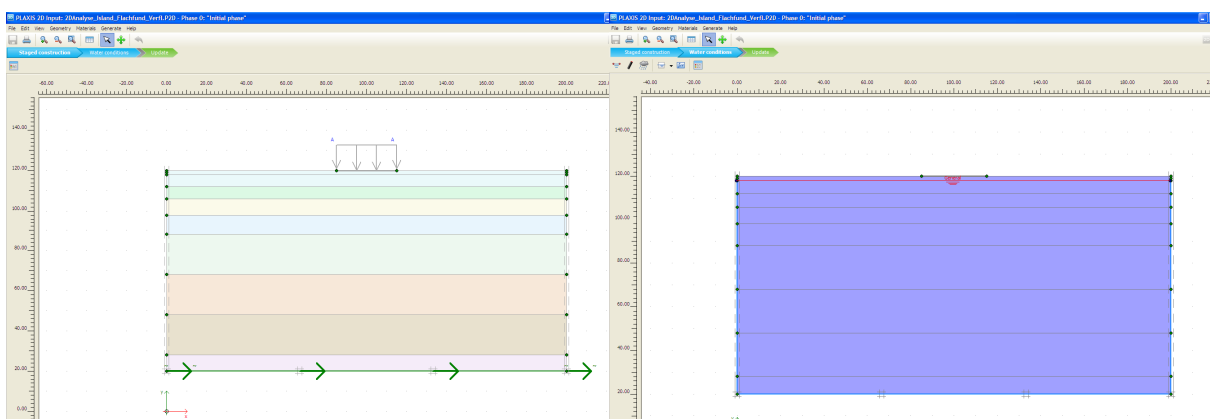 PLAXIS 2D Input: 2DAnalyse_Island_Flachfund_Verfl.P2D - Phase 0: "Initial phase"
File Edit View Geometry Materials Generate Help
Staged construction Water conditions Update
-60.00 -40.00 -20.00 0.00 20.00 40.00 60.00 80.00 100.00 120.00 140.00 160.00 180.00 200.00
140.00
A A
120.00
100.00
80.00
60.00
40.00
20.00
0.00
Y
X
PLAXIS 2D Input: 2DAnalyse_Island_Flachfund_Verfl.P2D - Phase 0: "Initial phase"
File Edit View Geometry Materials Generate Help
Staged construction Water conditions Update
-40.00 -20.00 0.00 20.00 40.00 60.00 80.00 100.00 120.00 140.00 160.00 180.00 200.00
140.00
120.00
General
100.00
80.00
60.00
40.00
20.00